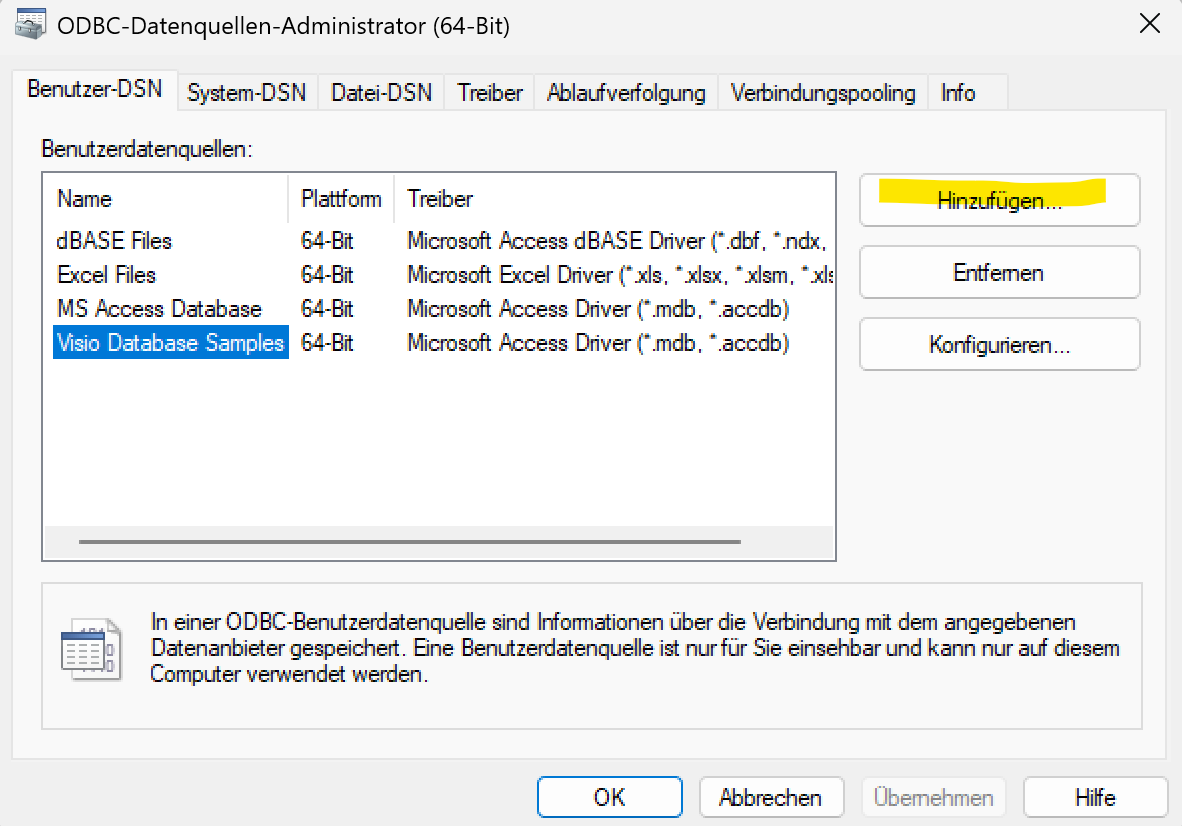 ODBC-Datenquellen-Administrator (64-Bit)
Benutzer-DSN System-DSN Datei-DSN Treiber Ablaufverfolgung Verbindungspooling Info
Benutzerdatenquellen:
Name Plattform Treiber
dBASE Files 64-Bit Microsoft Access dBASE Driver (*.dbf, *.ndx,
Excel Files 64-Bit Microsoft Excel Driver (*.xls, *.xlsx, *.xlsm, *.xls
MS Access Database 64-Bit Microsoft Access Driver (*.mdb, *.accdb)
Visio Database Samples 64-Bit Microsoft Access Driver (*.mdb, *.accdb)
Hinzufügen...
Entfernen
Konfigurieren...
In einer ODBC-Benutzerdatenquelle sind Informationen über die Verbindung mit dem angegebenen
Datenanbieter gespeichert. Eine Benutzerdatenquelle ist nur für Sie einsehbar und kann nur auf diesem
Computer verwendet werden.
OK Abbrechen Übernehmen Hilfe